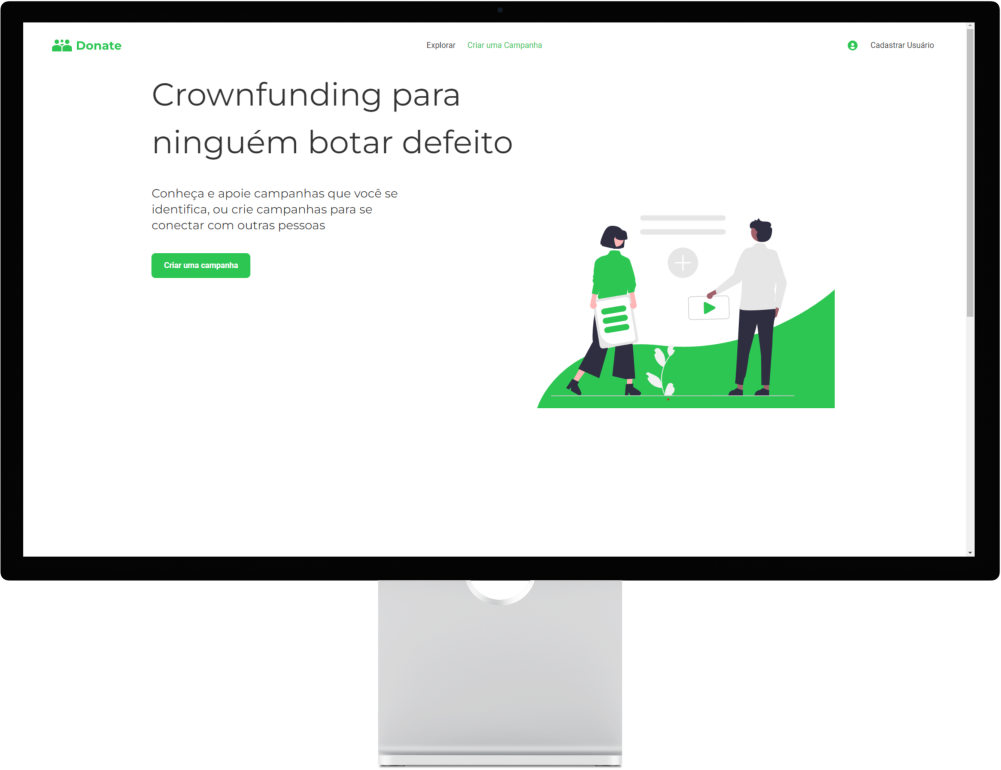 Donate
Explorar
Criar uma Campanha
Cadastrar Usuário
Crownfunding para
ninguém botar defeito
Conheça e apoie campanhas que você se
identifica, ou crie campanhas para se
conectar com outras pessoas
Criar uma campanha